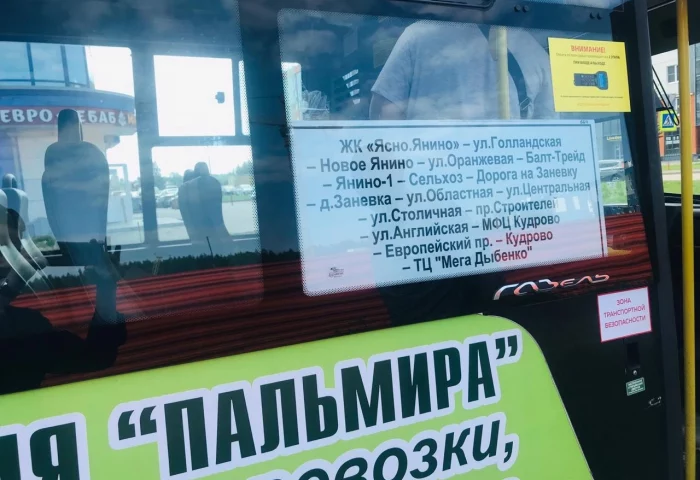 ВНИМАНИЕ!
ЕВРО
ЖК «Ясно.Янино» – ул.Голландская
– Новое Янино – ул.Оранжевая – Балт-Трейд
– Янино-1 – Сельхоз – Дорога на Заневку
– д.Заневка – ул.Областная – ул.Центральная
– ул.Столичная – пр.Строителей
– ул.Английская – МФЦ Кудрово
– Европейский пр. – Кудрово
– ТЦ "Мега Дыбенко"
ГАЗЕЛЬ
ЗОНА
ТРАНСПОРТНОЙ
БЕЗОПАСНОСТИ
ИЯ “ПАЛЬМИРА”